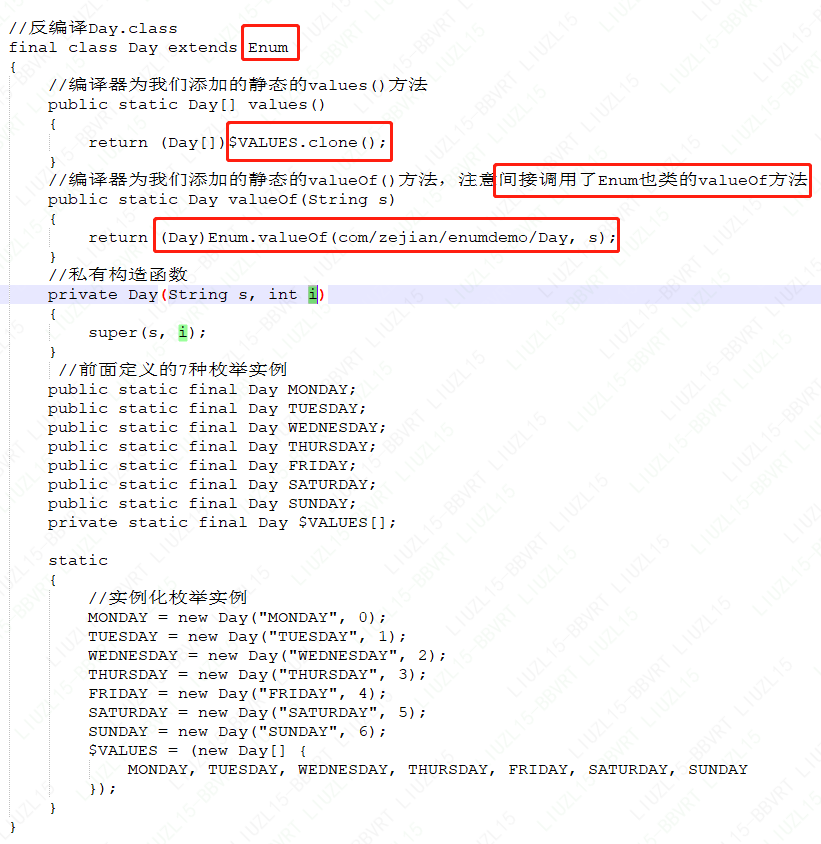 //反编译Day.class
final class Day extends Enum
{
//编译器为我们添加的静态的values()方法
public static Day[] values()
{
return (Day[])$VALUES.clone();
}
//编译器为我们添加的静态的valueOf()方法，注意间接调用了Enum也类的valueOf方法
public static Day valueOf(String s)
{
return (Day)Enum.valueOf(com/zejian/enumdemo/Day, s);
}
//私有构造函数
private Day(String s, int i)
{
super(s, i);
}
//前面定义的7种枚举实例
public static final Day MONDAY;
public static final Day TUESDAY;
public static final Day WEDNESDAY;
public static final Day THURSDAY;
public static final Day FRIDAY;
public static final Day SATURDAY;
public static final Day SUNDAY;
private static final Day $VALUES[];
static
{
//实例化枚举实例
MONDAY = new Day("MONDAY", 0);
TUESDAY = new Day("TUESDAY", 1);
WEDNESDAY = new Day("WEDNESDAY", 2);
THURSDAY = new Day("THURSDAY", 3);
FRIDAY = new Day("FRIDAY", 4);
SATURDAY = new Day("SATURDAY", 5);
SUNDAY = new Day("SUNDAY", 6);
$VALUES = (new Day[] {
MONDAY, TUESDAY, WEDNESDAY, THURSDAY, FRIDAY, SATURDAY, SUNDAY
});
}
}
LIUZL15-BBVRT